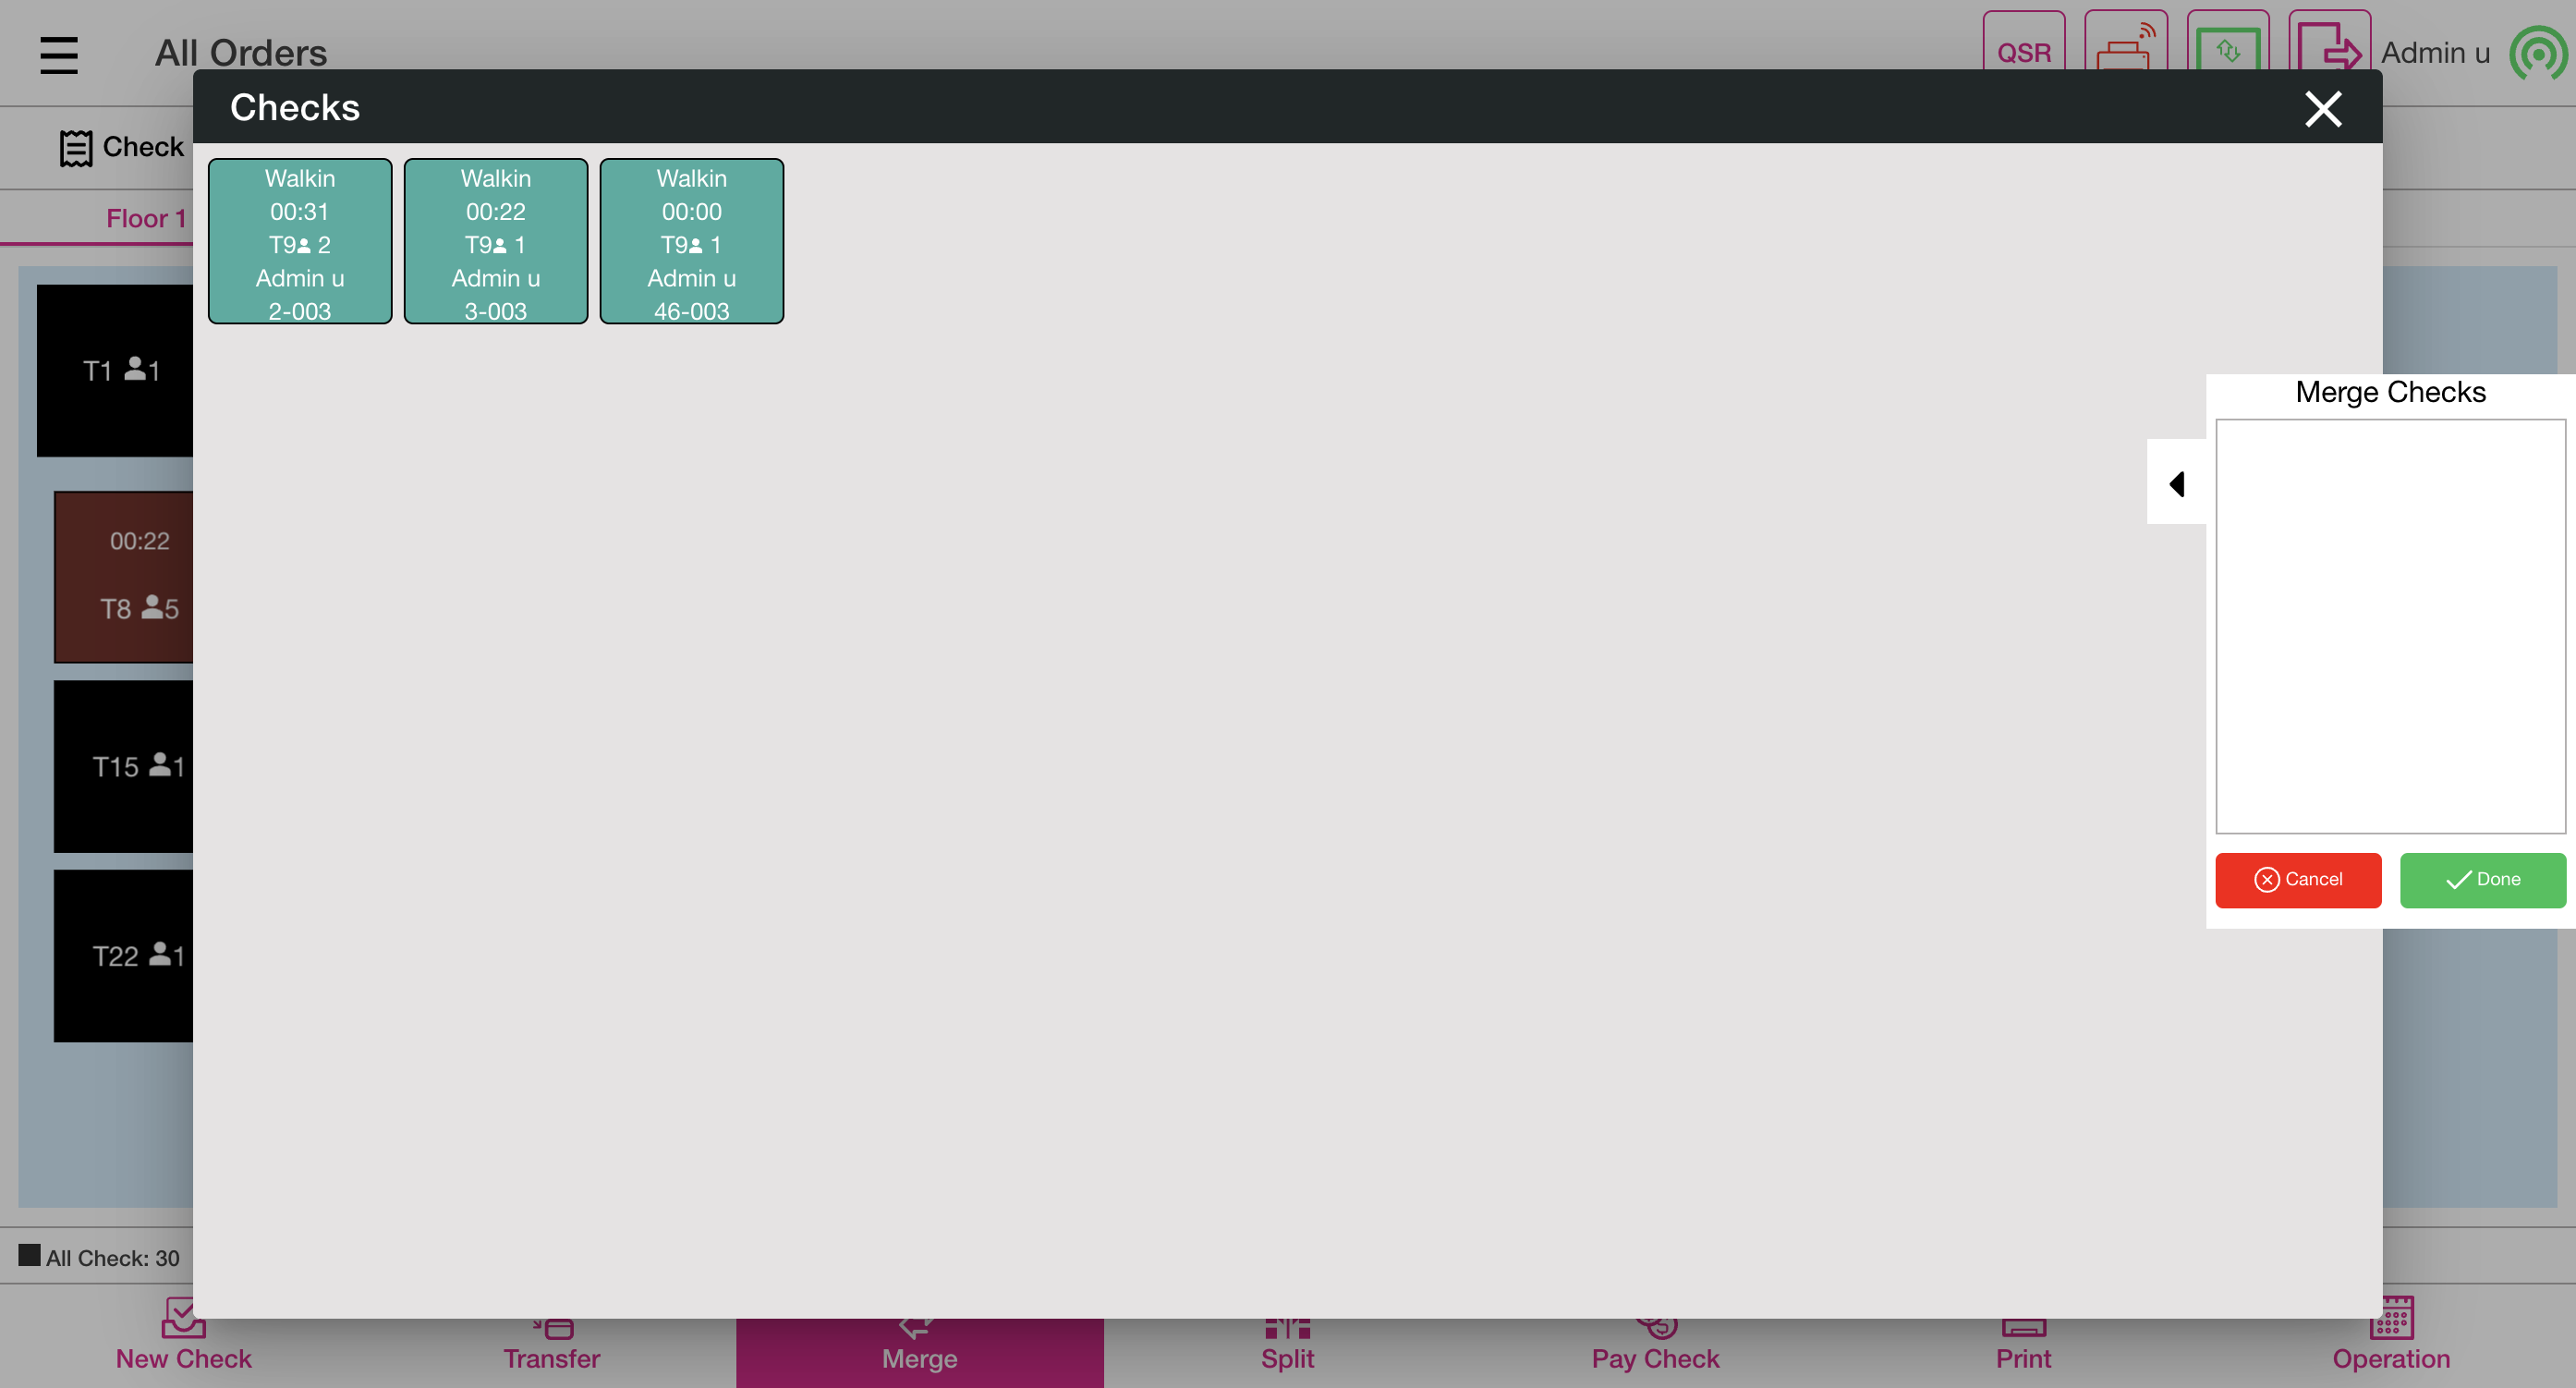 All Orders
QSR
Admin u
Checks
Check
Floor 1
Walkin
00:31
T9 2
Admin u
2-003
Walkin
00:22
T9 1
Admin u
3-003
Walkin
00:00
T9 1
Admin u
46-003
T1 1
00:22
T8 5
T15 1
T22 1
Merge Checks
Cancel
Done
All Check: 30
New Check
Transfer
Merge
Split
Pay Check
Print
Operation